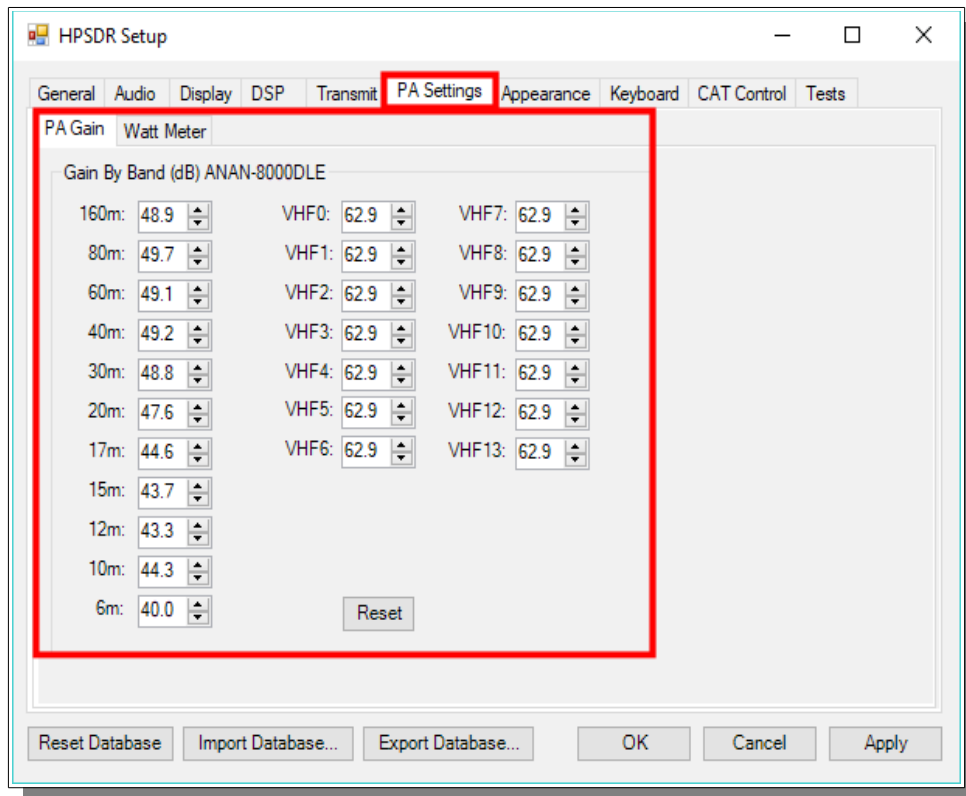 HPSDR Setup
General Audio Display DSP Transmit PA Settings Appearance Keyboard CAT Control Tests
PA Gain Watt Meter
Gain By Band (dB) ANAN-8000DLE
160m: 48.9 VHF0: 62.9 VHF7: 62.9
80m: 49.7 VHF1: 62.9 VHF8: 62.9
60m: 49.1 VHF2: 62.9 VHF9: 62.9
40m: 49.2 VHF3: 62.9 VHF10: 62.9
30m: 48.8 VHF4: 62.9 VHF11: 62.9
20m: 47.6 VHF5: 62.9 VHF12: 62.9
17m: 44.6 VHF6: 62.9 VHF13: 62.9
15m: 43.7
12m: 43.3
10m: 44.3
6m: 40.0 Reset
Reset Database Import Database... Export Database... OK Cancel Apply